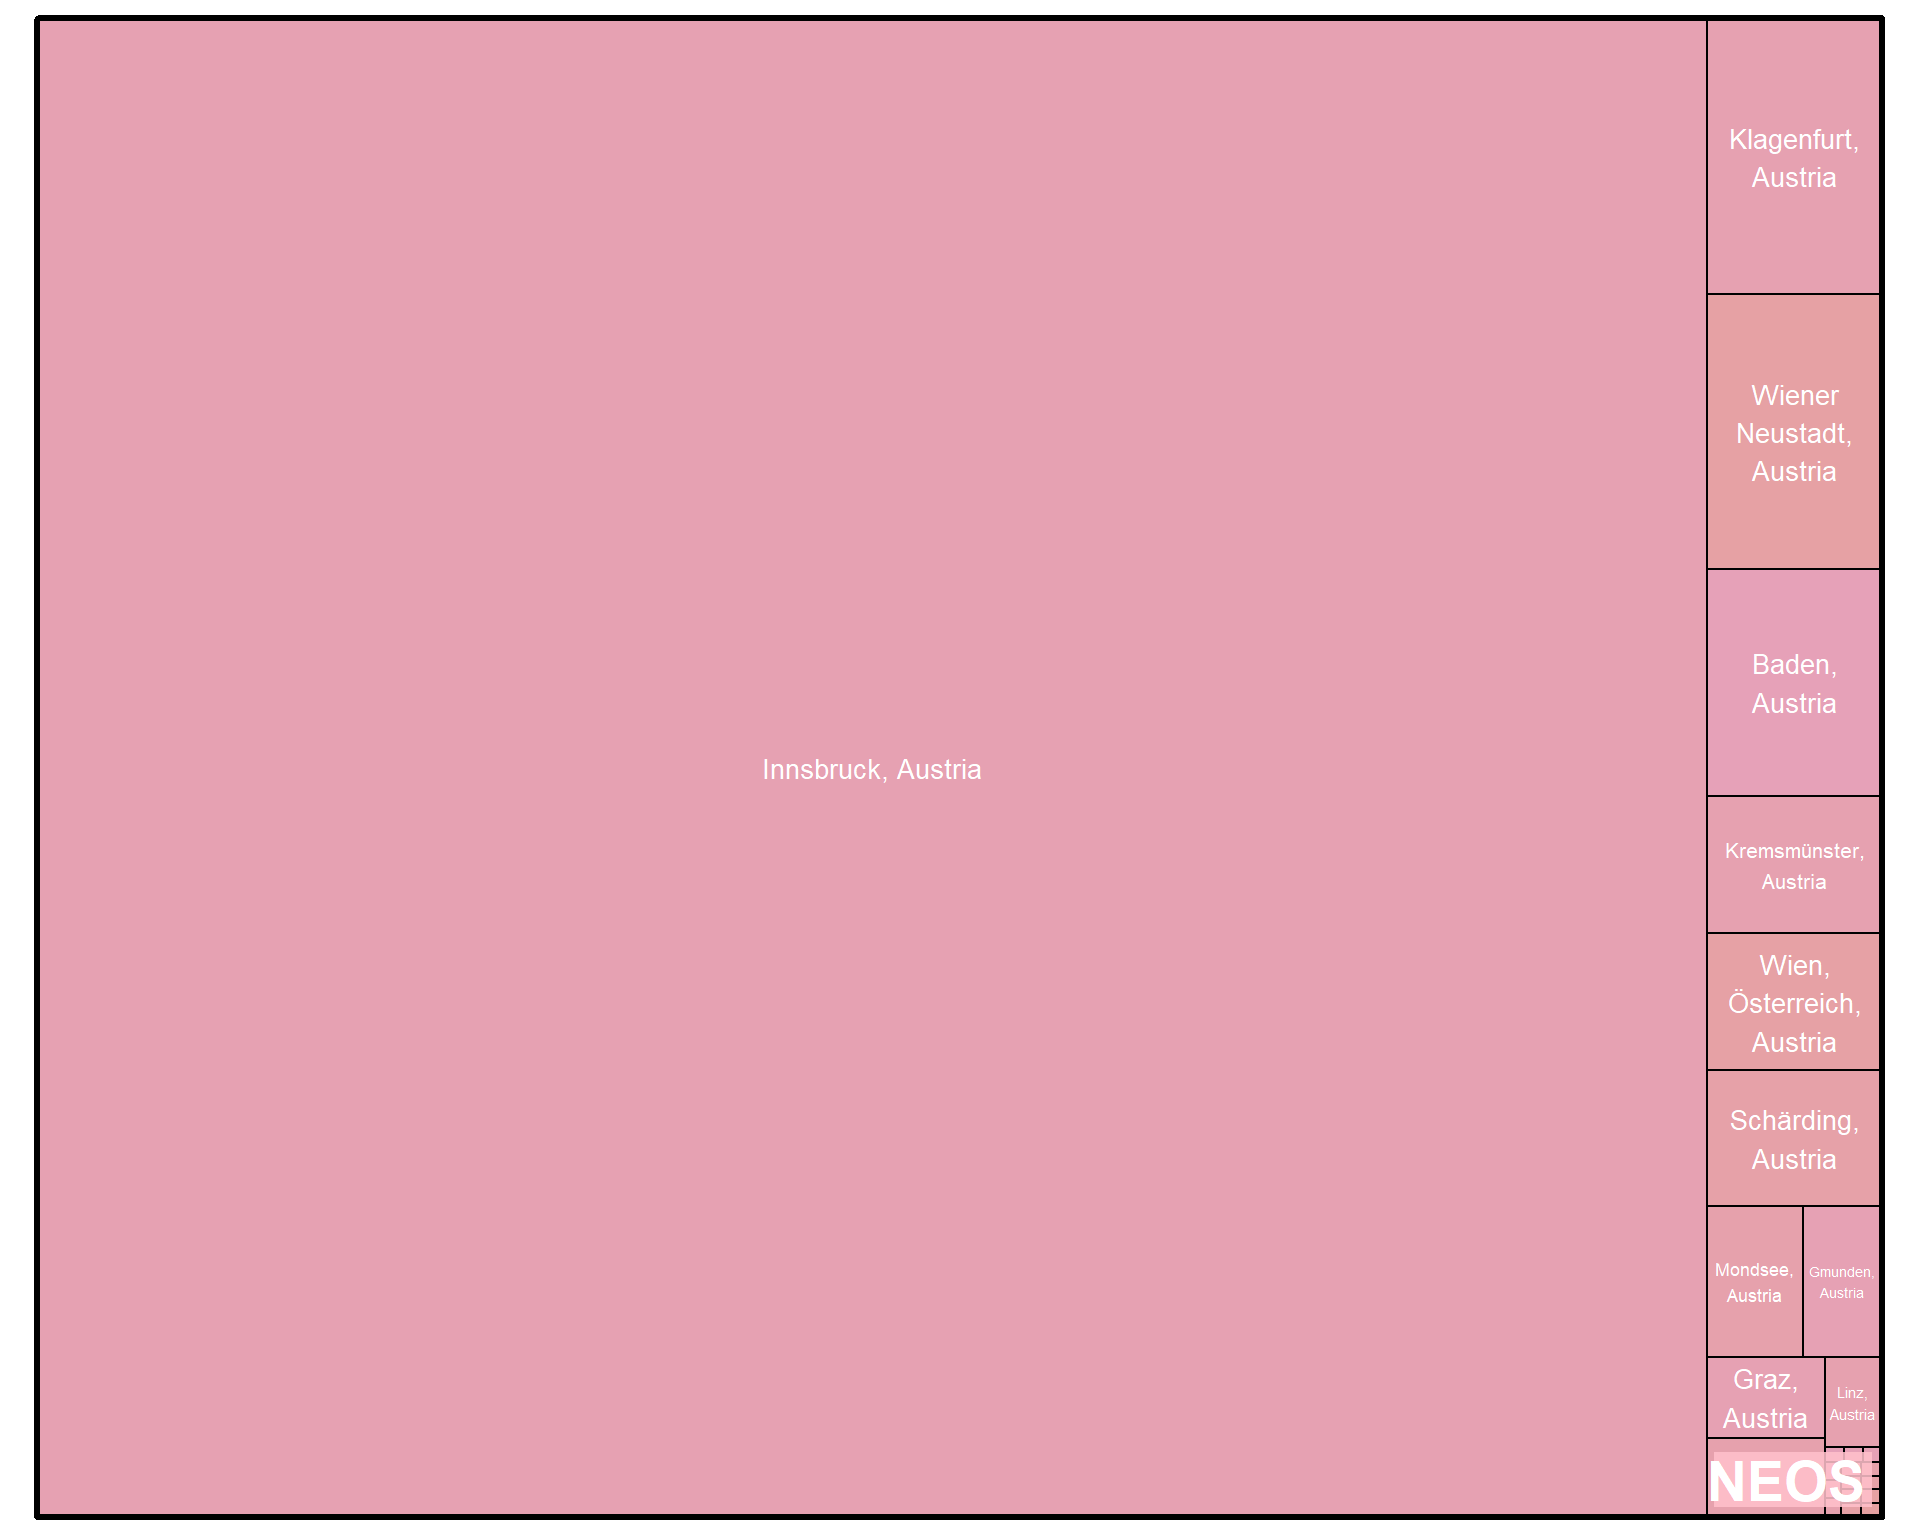 Innsbruck, Austria
Klagenfurt,
Austria
Wiener
Neustadt,
Austria
Baden,
Austria
Kremsmünster,
Austria
Wien,
Österreich,
Austria
Schärding,
Austria
Mondsee,
Austria
Gmunden,
Austria
Graz,
Austria
Linz,
Austria
NEOS